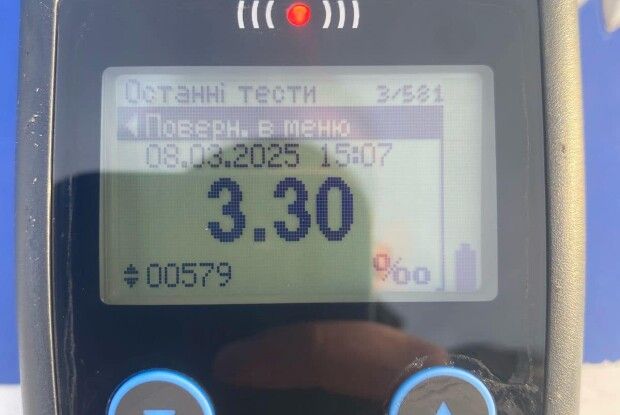 Останні тести 3/581
Поверн. в меню
08.03.2025 15:07
3.30
00579 ‰